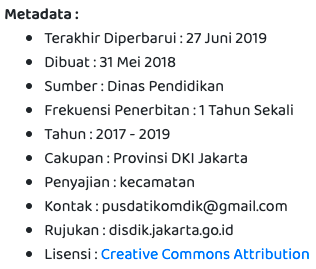 Metadata :
Terakhir Diperbarui : 27 Juni 2019
Dibuat : 31 Mei 2018
Sumber : Dinas Pendidikan
Frekuensi Penerbitan : 1 Tahun Sekali
Tahun : 2017 - 2019
Cakupan : Provinsi DKI Jakarta
Penyajian : kecamatan
Kontak : pusdatikomdik@gmail.com
Rujukan : disdik.jakarta.go.id
Lisensi : Creative Commons Attribution